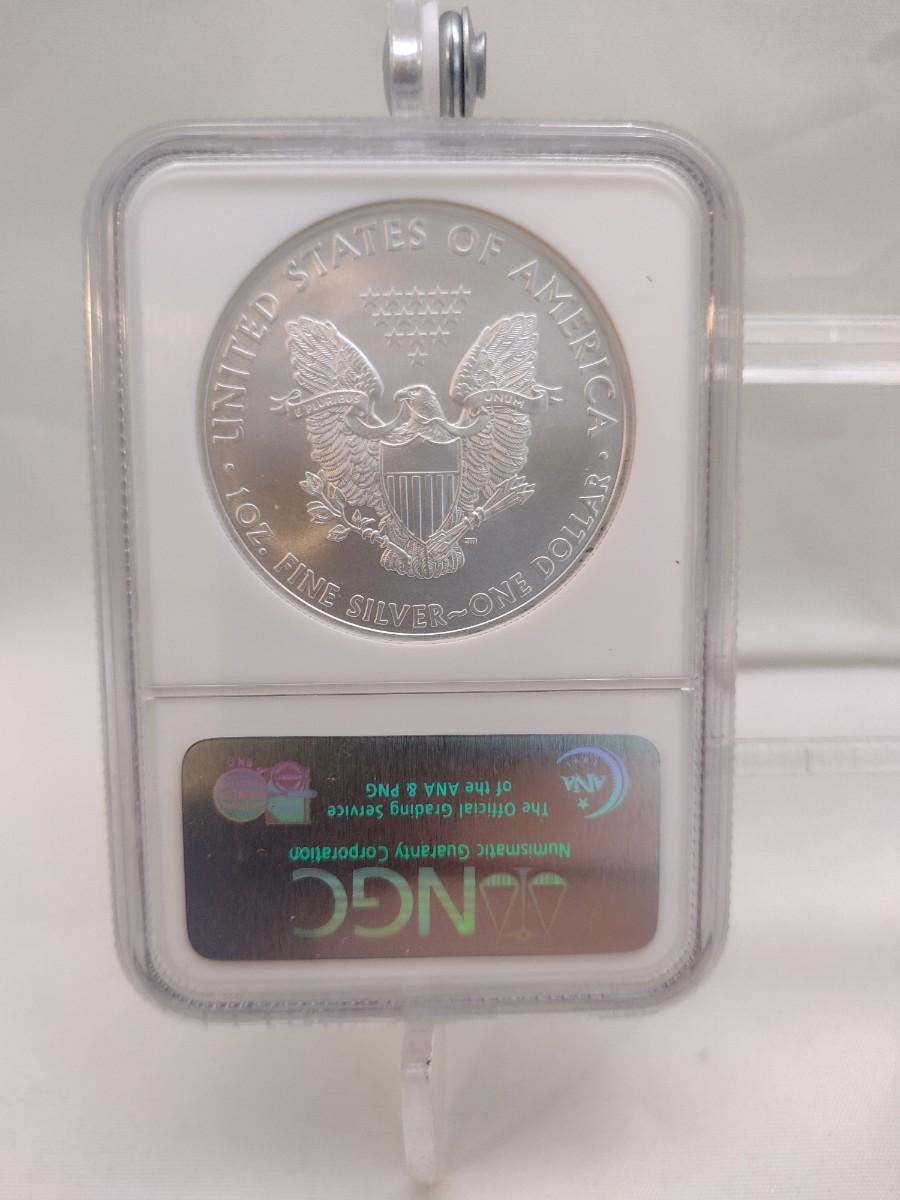 UNITED STATES OF AMERICA
E PLURIBUS UNUM
1 OZ. FINE SILVER~ONE DOLLAR
NGC
Numismatic Guaranty Corporation
The Official Grading Service
of the ANA & PNG
ANA
PNG